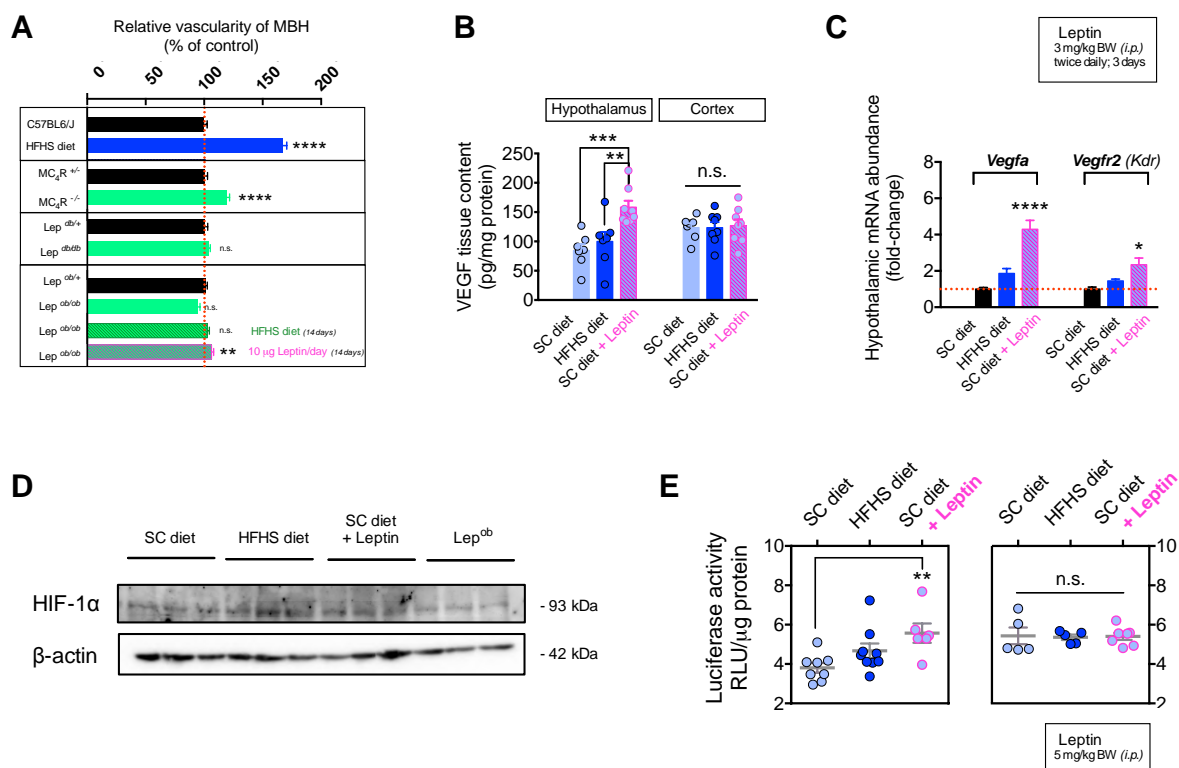 A
Relative vascularity of MBH
(% of control)
0
50
100
150
200
C57BL6/J
HFHS diet
****
MC4R +/-
MC4R -/-
****
Lep db/+
Lep db/db
n.s.
Lep ob/+
Lep ob/ob
n.s.
Lep ob/ob
n.s.
HFHS diet (14 days)
Lep ob/ob
**
10 µg Leptin/day (14 days)
B
Hypothalamus
Cortex
***
**
n.s.
VEGF tissue content
(pg/mg protein)
250
200
150
100
50
0
SC diet
HFHS diet
SC diet + Leptin
SC diet
HFHS diet
SC diet + Leptin
C
Leptin
3 mg/kg BW (i.p.)
twice daily; 3 days
Hypothalamic mRNA abundance
(fold-change)
8
6
4
2
0
Vegfa
Vegfr2 (Kdr)
****
*
SC diet
HFHS diet
SC diet + Leptin
SC diet
HFHS diet
SC diet + Leptin
D
SC diet
HFHS diet
SC diet
+ Leptin
Lepob
HIF-1α
- 93 kDa
β-actin
- 42 kDa
E
SC diet
HFHS diet
SC diet
+ Leptin
SC diet
HFHS diet
SC diet
+ Leptin
Luciferase activity
RLU/µg protein
10
8
6
4
2
**
n.s.
10
8
6
4
2
Leptin
5 mg/kg BW (i.p.)